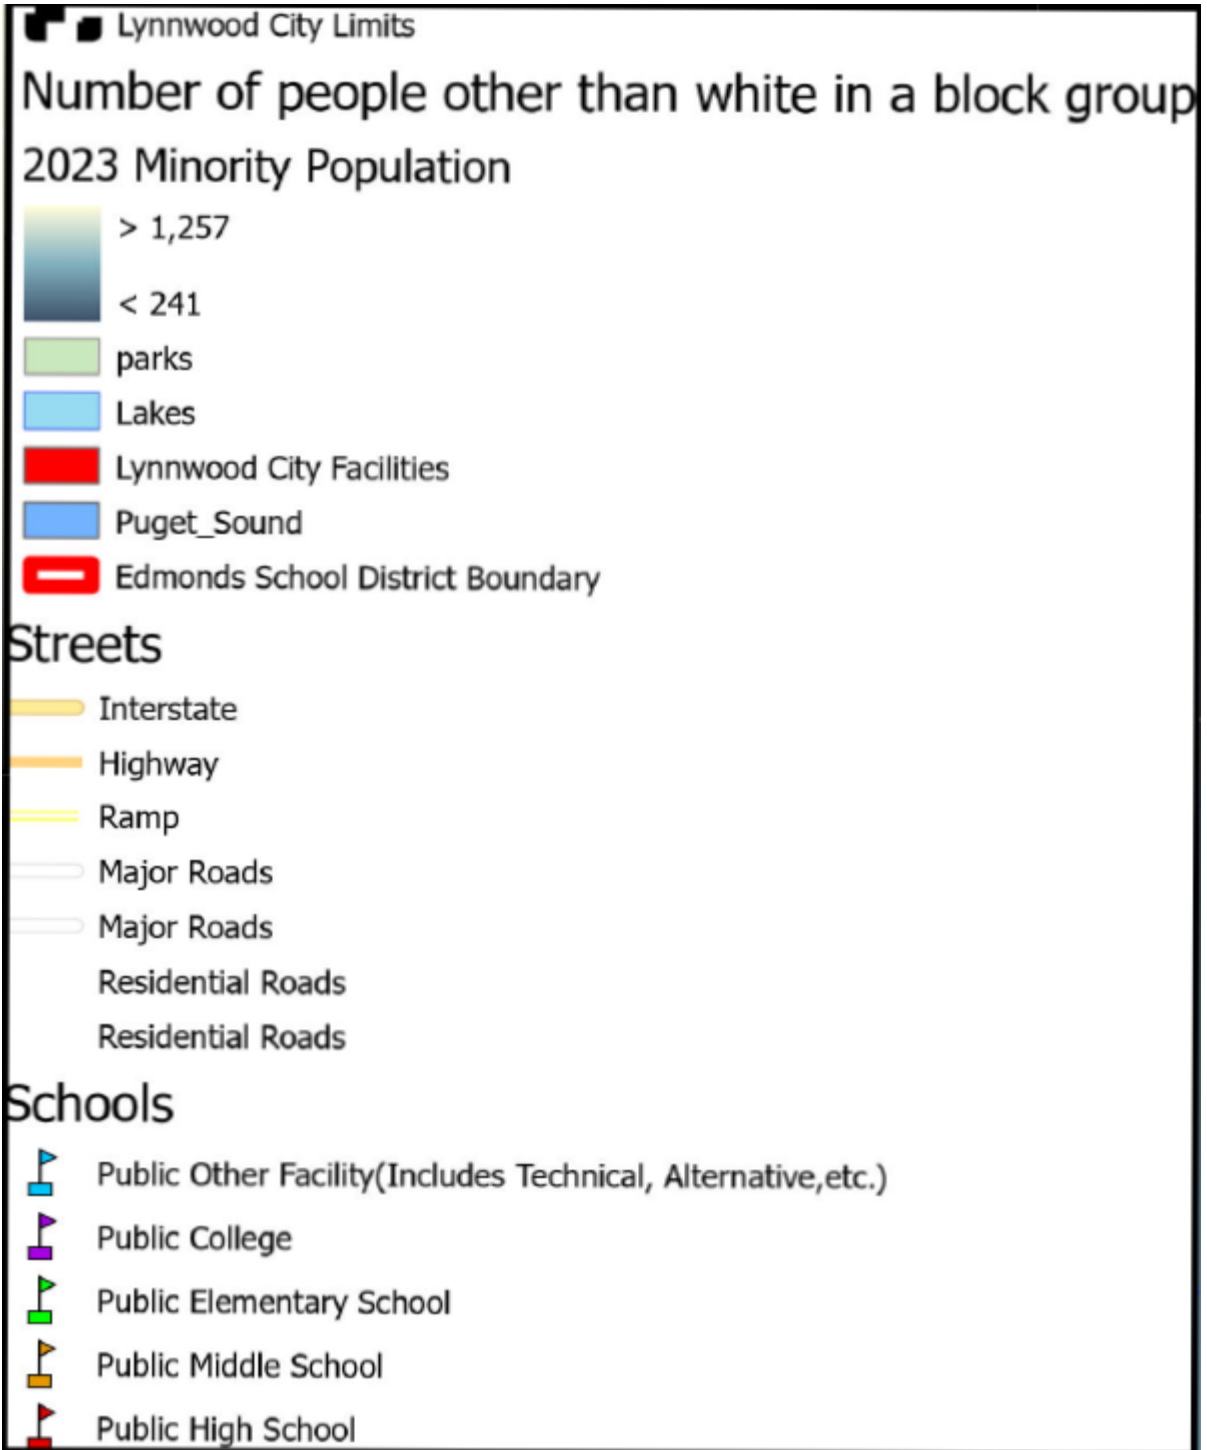 Lynnwood City Limits
Number of people other than white in a block group
2023 Minority Population
> 1,257
< 241
parks
Lakes
Lynnwood City Facilities
Puget_Sound
Edmonds School District Boundary
Streets
Interstate
Highway
Ramp
Major Roads
Major Roads
Residential Roads
Residential Roads
Schools
Public Other Facility(Includes Technical, Alternative,etc.)
Public College
Public Elementary School
Public Middle School
Public High School